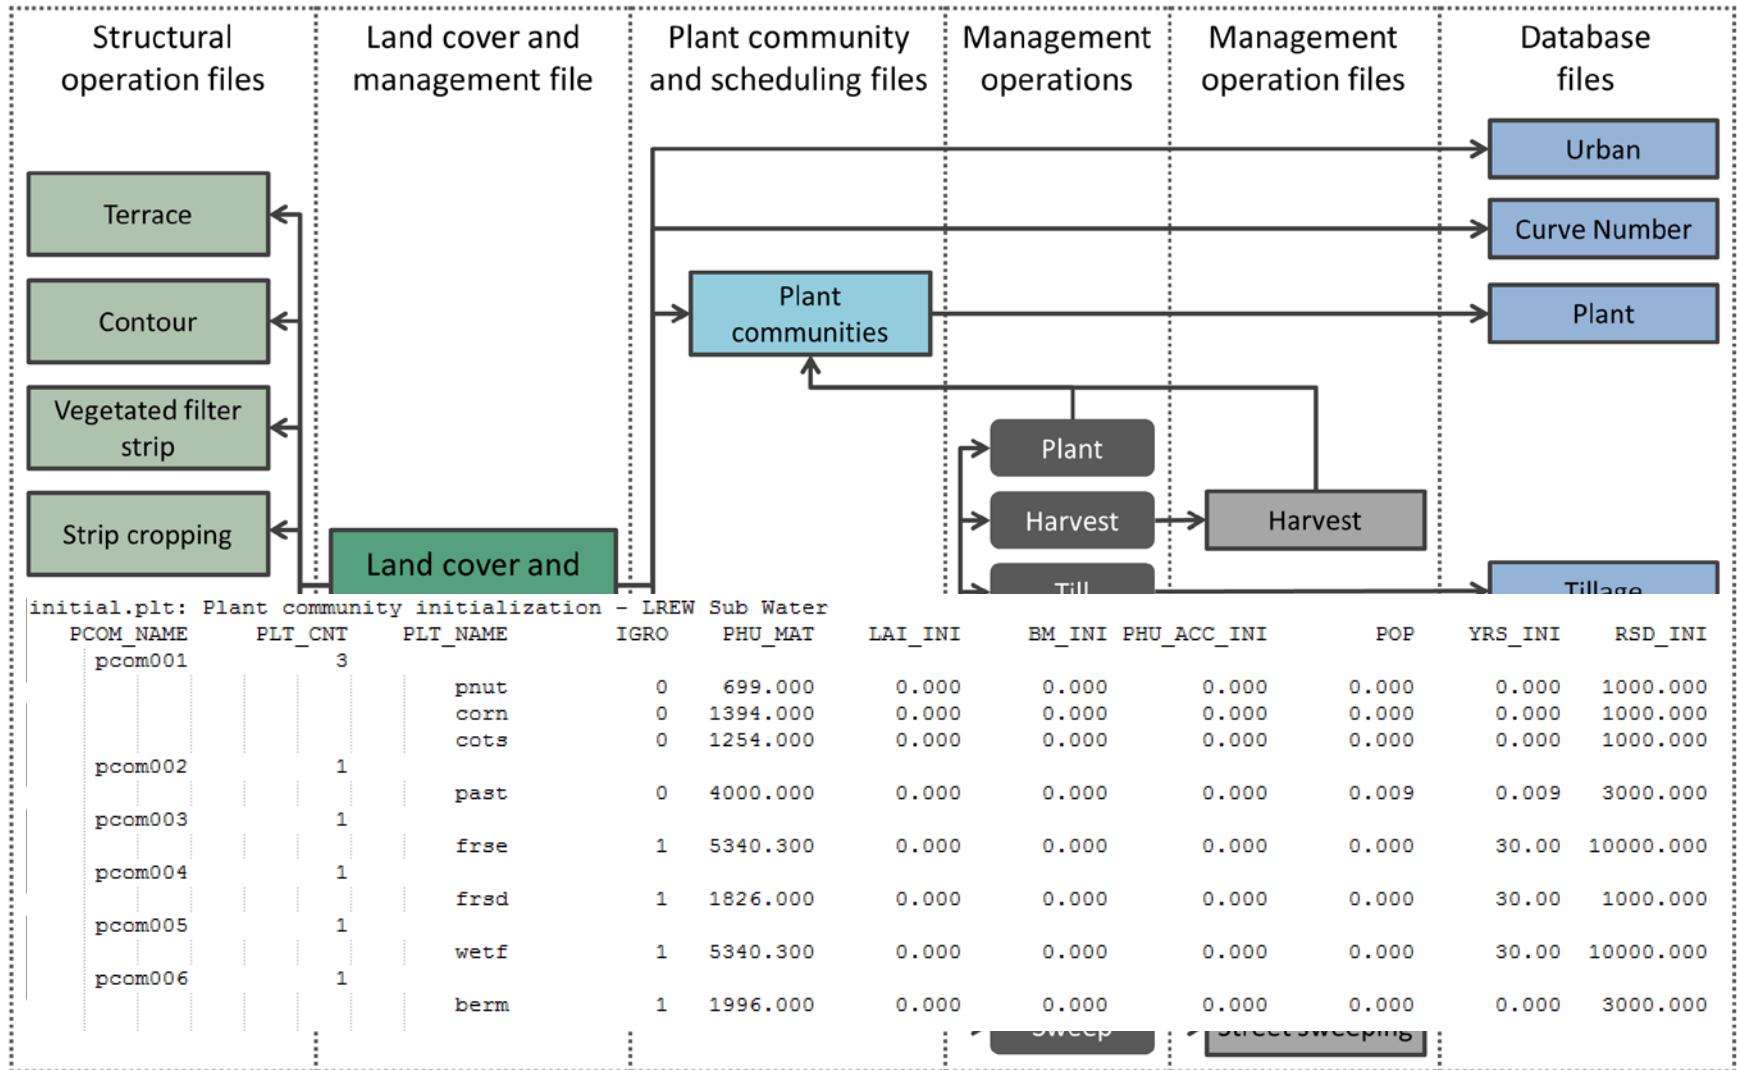 Structural
operation files
Land cover and
management file
Plant community
and scheduling files
Management
operations
Management
operation files
Database
files
Urban
Terrace
Curve Number
Contour
Plant
communities
Plant
Vegetated filter
strip
Plant
Strip cropping
Harvest
Harvest
Land cover and
Till
Tillage
initial.plt: Plant community initialization - LREW Sub Water
PCOM_NAME PLT_CNT PLT_NAME IGRO PHU_MAT LAI_INI BM_INI PHU_ACC_INI POP YRS_INI RSD_INI
pcom001 3
pnut 0 699.000 0.000 0.000 0.000 0.000 0.000 1000.000
corn 0 1394.000 0.000 0.000 0.000 0.000 0.000 1000.000
cots 0 1254.000 0.000 0.000 0.000 0.000 0.000 1000.000
pcom002 1
past 0 4000.000 0.000 0.000 0.000 0.009 0.009 3000.000
pcom003 1
frse 1 5340.300 0.000 0.000 0.000 0.000 30.00 10000.000
pcom004 1
frsd 1 1826.000 0.000 0.000 0.000 0.000 30.00 1000.000
pcom005 1
wetf 1 5340.300 0.000 0.000 0.000 0.000 30.00 10000.000
pcom006 1
berm 1 1996.000 0.000 0.000 0.000 0.000 0.000 3000.000
Sweep
Street sweeping